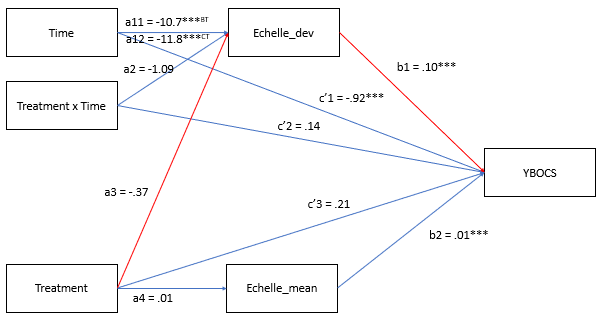 a11 = -10.7***BT
Time
a12 = -11.8***CT
Echelle_dev
a2 = -1.09
b1 = .10***
Treatment x Time
c’1 = -.92***
c’2 = .14
YBOCS
a3 = -.37
c’3 = .21
b2 = .01***
Treatment
a4 = .01
Echelle_mean